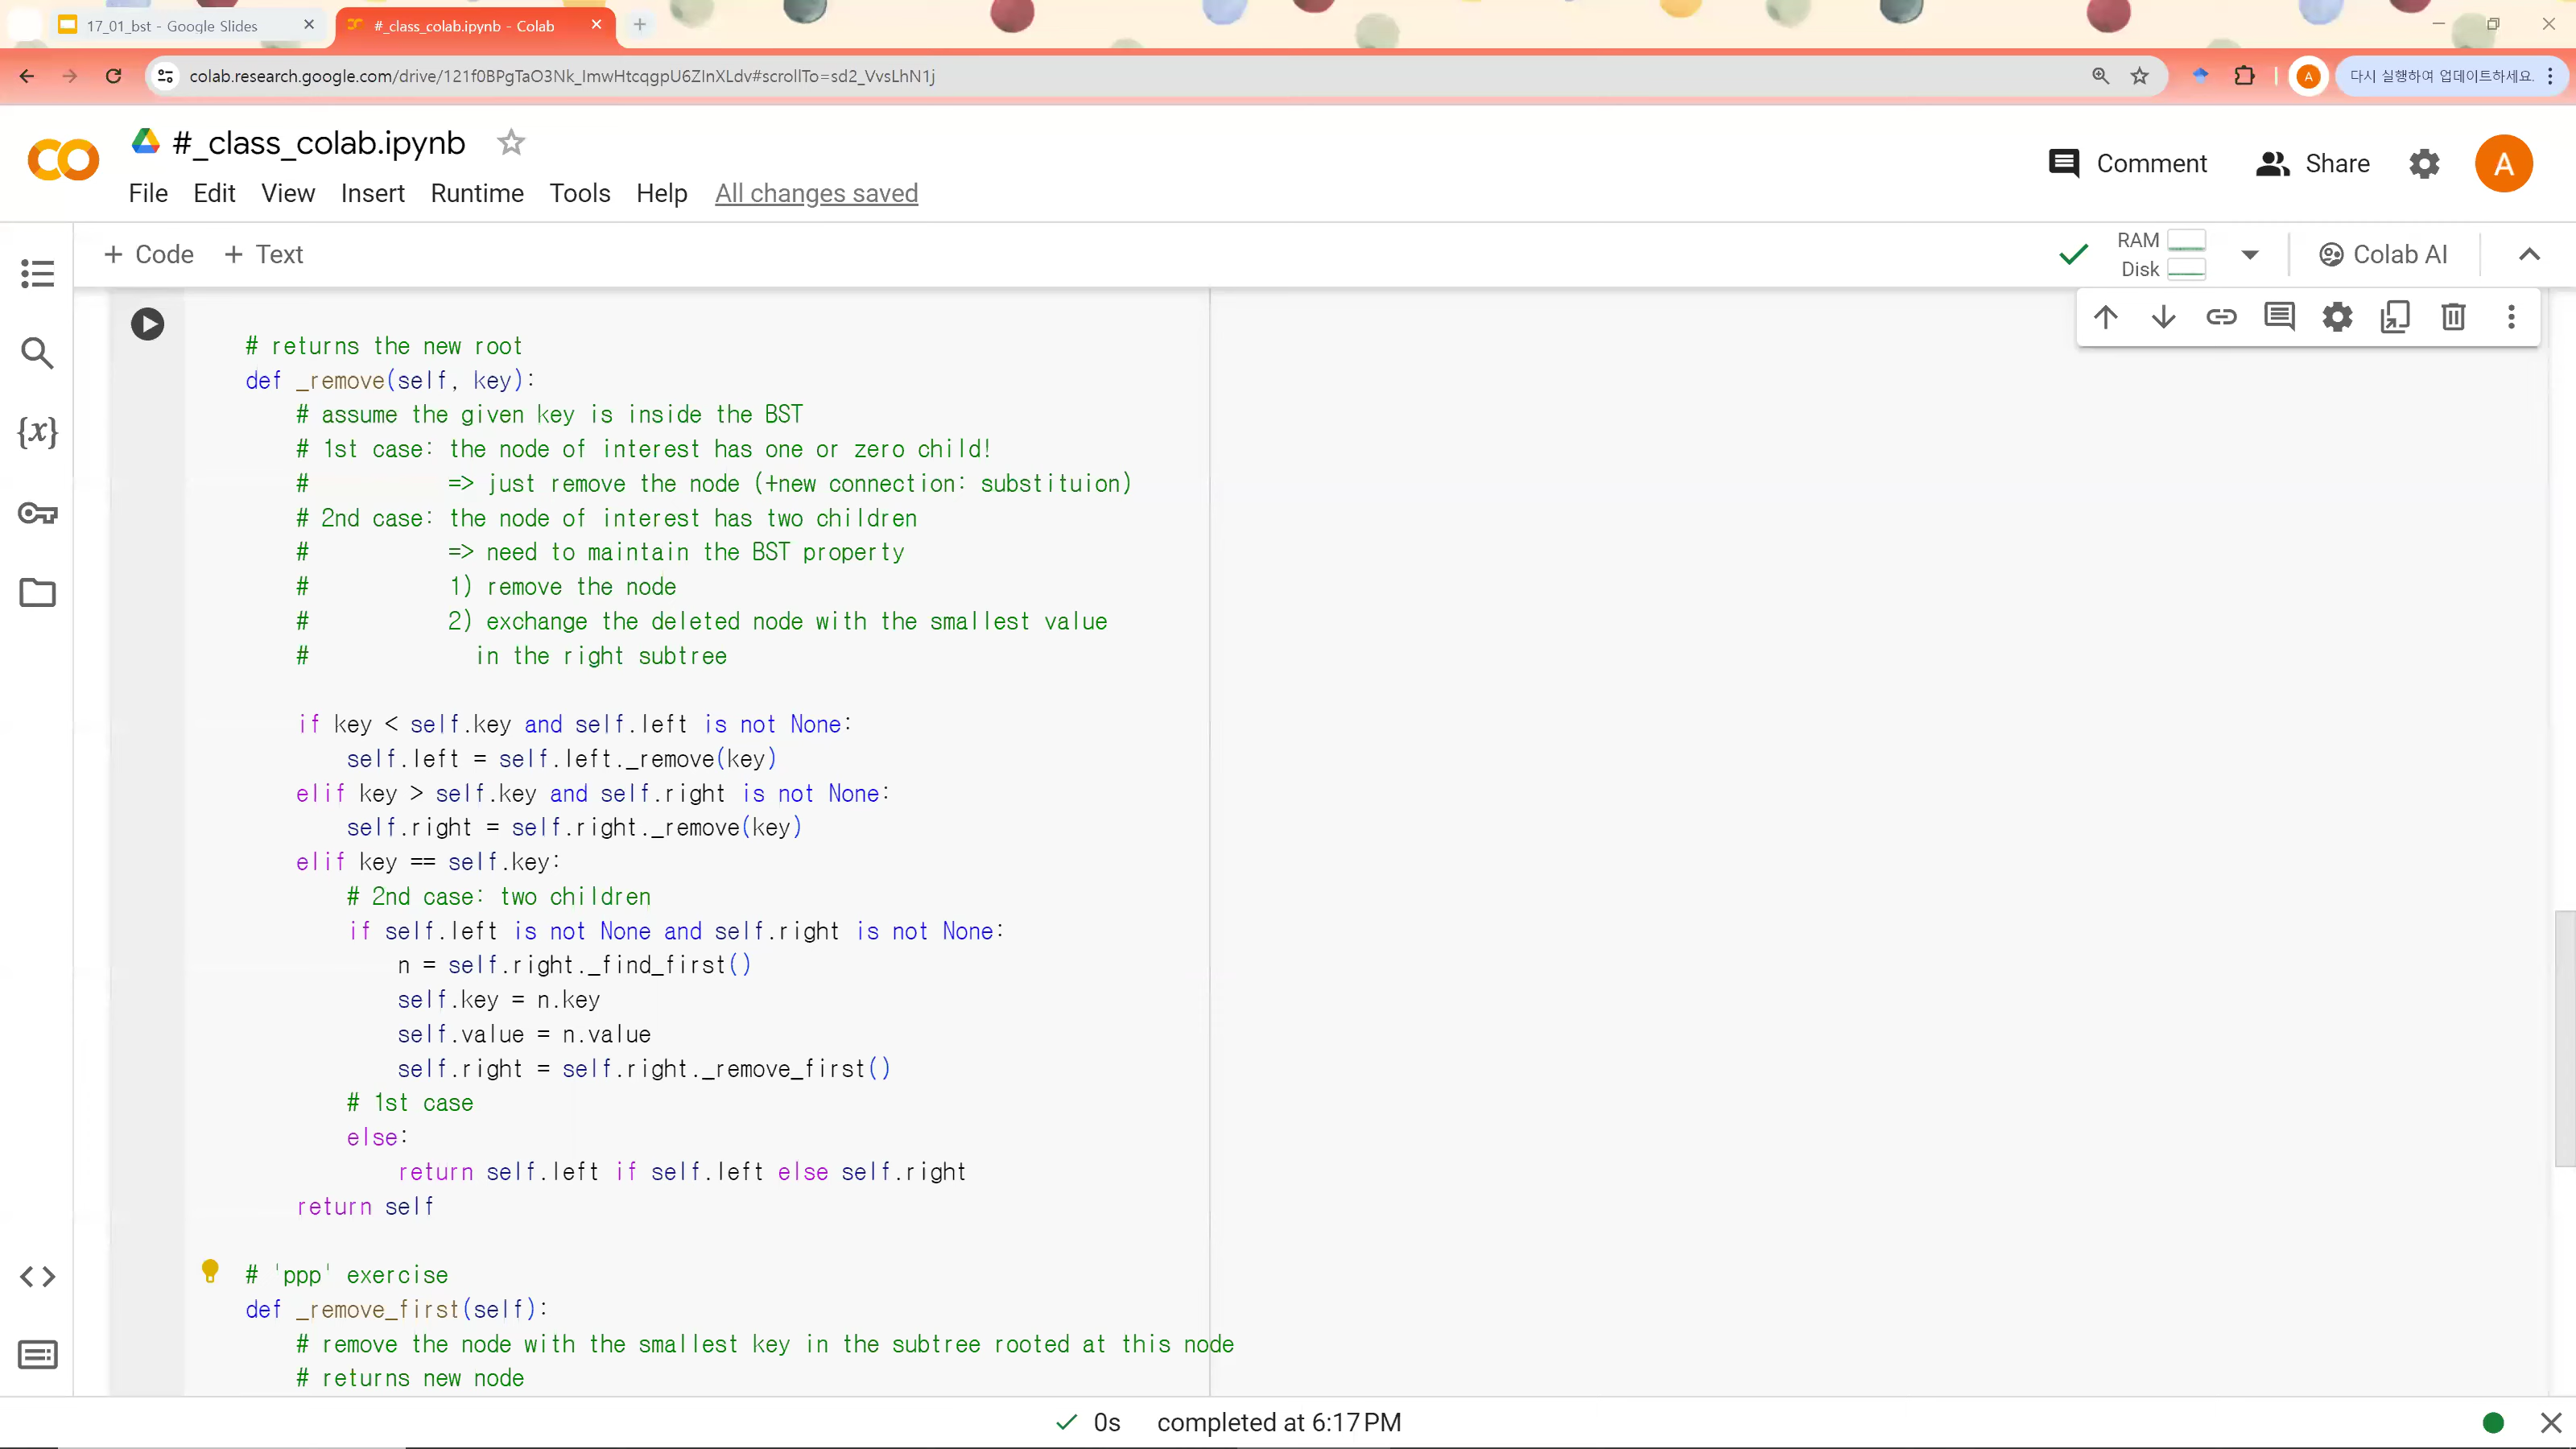 17_01_bst - Google Slides
#_class_colab.ipynb - Colab
colab.research.google.com/drive/121f0BPgTaO3Nk_ImwHtcqgpU6ZInXLdv#scrollTo=sd2_VvsLhN1j
A
다시 실행하여 업데이트하세요.
#_class_colab.ipynb
Comment
Share
A
File Edit View Insert Runtime Tools Help All changes saved
+ Code + Text
RAM
Disk
Colab AI
# returns the new root
def _remove(self, key):
# assume the given key is inside the BST
# 1st case: the node of interest has one or zero child!
# => just remove the node (+new connection: substituion)
# 2nd case: the node of interest has two children
# => need to maintain the BST property
# 1) remove the node
# 2) exchange the deleted node with the smallest value
# in the right subtree
if key < self.key and self.left is not None:
self.left = self.left._remove(key)
elif key > self.key and self.right is not None:
self.right = self.right._remove(key)
elif key == self.key:
# 2nd case: two children
if self.left is not None and self.right is not None:
n = self.right._find_first()
self.key = n.key
self.value = n.value
self.right = self.right._remove_first()
# 1st case
else:
return self.left if self.left else self.right
return self
# 'ppp' exercise
def _remove_first(self):
# remove the node with the smallest key in the subtree rooted at this node
# returns new node
0s completed at 6:17 PM